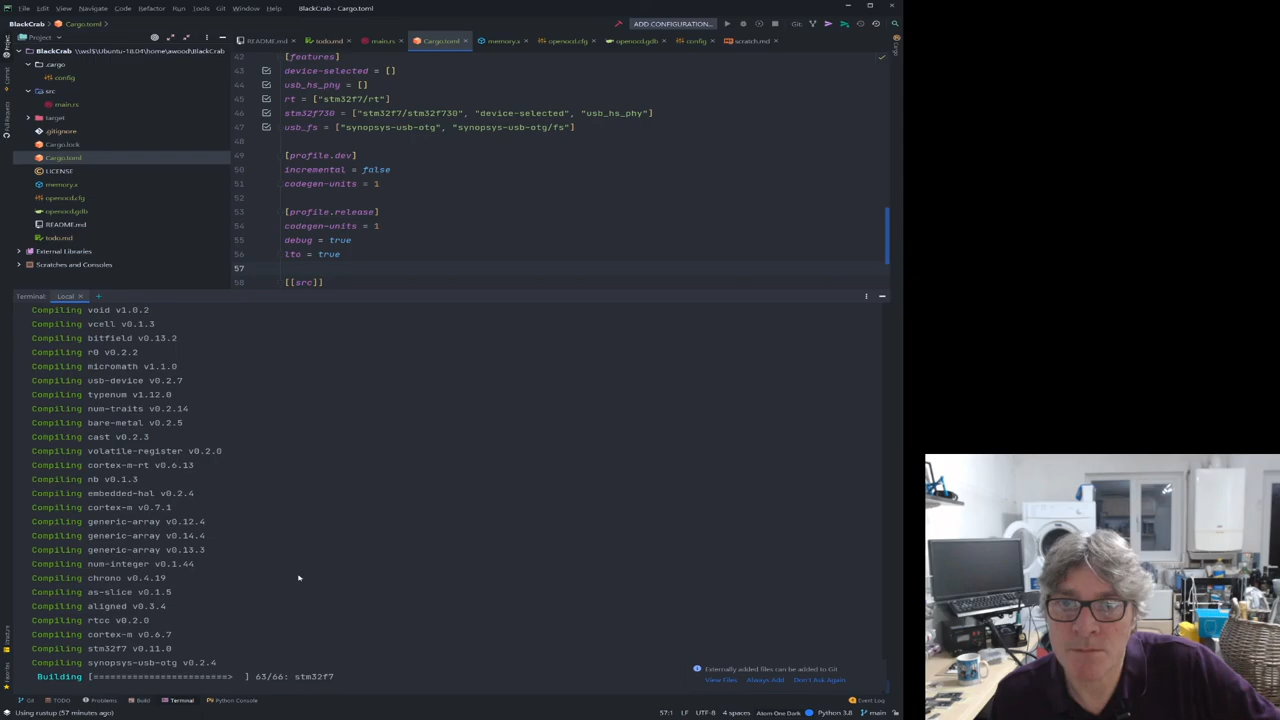 File Edit View Navigate Code Refactor Run Tools Git Window Help BlackCrab - Cargo.toml
BlackCrab Cargo.toml ADD CONFIGURATION... Git:
Project
README.md todo.md main.rs Cargo.toml memory.x openocd.cfg openocd.gdb config scratch.md
BlackCrab \\wsl$\Ubuntu-18.04\home\awood\BlackCrab
.cargo
config
src
main.rs
target
.gitignore
Cargo.lock
Cargo.toml
LICENSE
memory.x
openocd.cfg
openocd.gdb
README.md
todo.md
External Libraries
Scratches and Consoles
42 [features]
43 device-selected = []
44 usb_hs_phy = []
45 rt = ["stm32f7/rt"]
46 stm32f730 = ["stm32f7/stm32f730", "device-selected", "usb_hs_phy"]
47 usb_fs = ["synopsys-usb-otg", "synopsys-usb-otg/fs"]
48
49 [profile.dev]
50 incremental = false
51 codegen-units = 1
52
53 [profile.release]
54 codegen-units = 1
55 debug = true
56 lto = true
57
58 [[src]]
Terminal: Local
Compiling void v1.0.2
Compiling vcell v0.1.3
Compiling bitfield v0.13.2
Compiling r0 v0.2.2
Compiling micromath v1.1.0
Compiling usb-device v0.2.7
Compiling typenum v1.12.0
Compiling num-traits v0.2.14
Compiling bare-metal v0.2.5
Compiling cast v0.2.3
Compiling volatile-register v0.2.0
Compiling cortex-m-rt v0.6.13
Compiling nb v0.1.3
Compiling embedded-hal v0.2.4
Compiling cortex-m v0.7.1
Compiling generic-array v0.12.4
Compiling generic-array v0.14.4
Compiling generic-array v0.13.3
Compiling num-integer v0.1.44
Compiling chrono v0.4.19
Compiling as-slice v0.1.5
Compiling aligned v0.3.4
Compiling rtcc v0.2.0
Compiling cortex-m v0.6.7
Compiling stm32f7 v0.11.0
Compiling synopsys-usb-otg v0.2.4
Building [========================> ] 63/66: stm32f7
Externally added files can be added to Git
View Files Always Add Don't Ask Again
Project
Commit
Pull Requests
Structure
Favorites
Cargo
Git TODO Problems Build Terminal Python Console Event Log
Using rustup (57 minutes ago) 57:1 LF UTF-8 4 spaces Atom One Dark Python 3.8 main